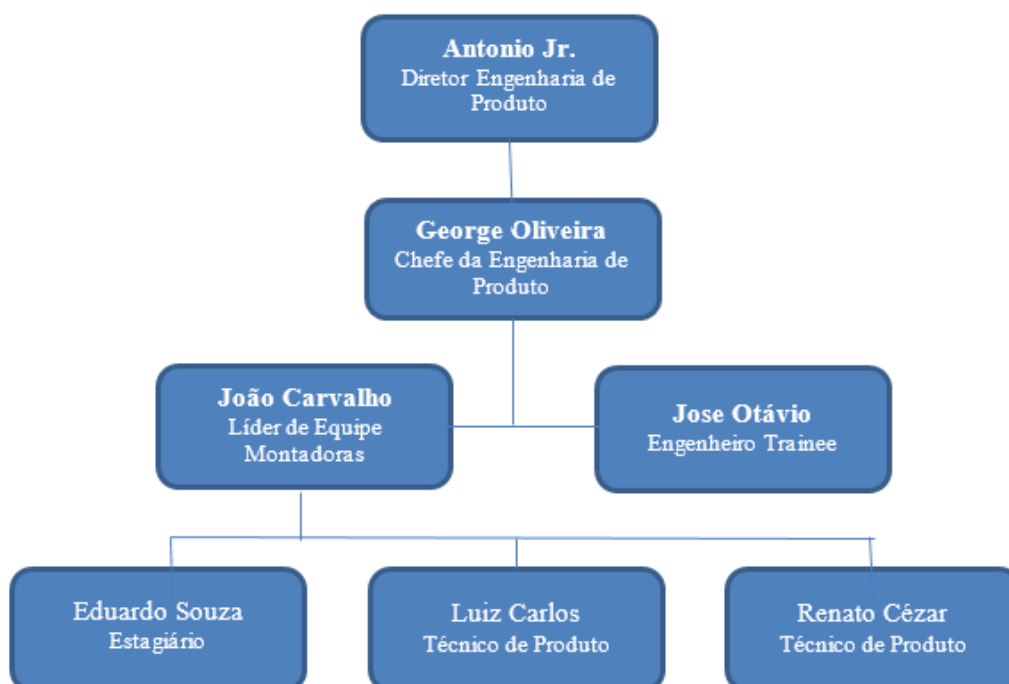 Antonio Jr.
Diretor Engenharia de
Produto
George Oliveira
Chefe da Engenharia de
Produto
João Carvalho
Líder de Equipe
Montadoras
Jose Otávio
Engenheiro Trainee
Eduardo Souza
Estagiário
Luiz Carlos
Técnico de Produto
Renato Cézar
Técnico de Produto